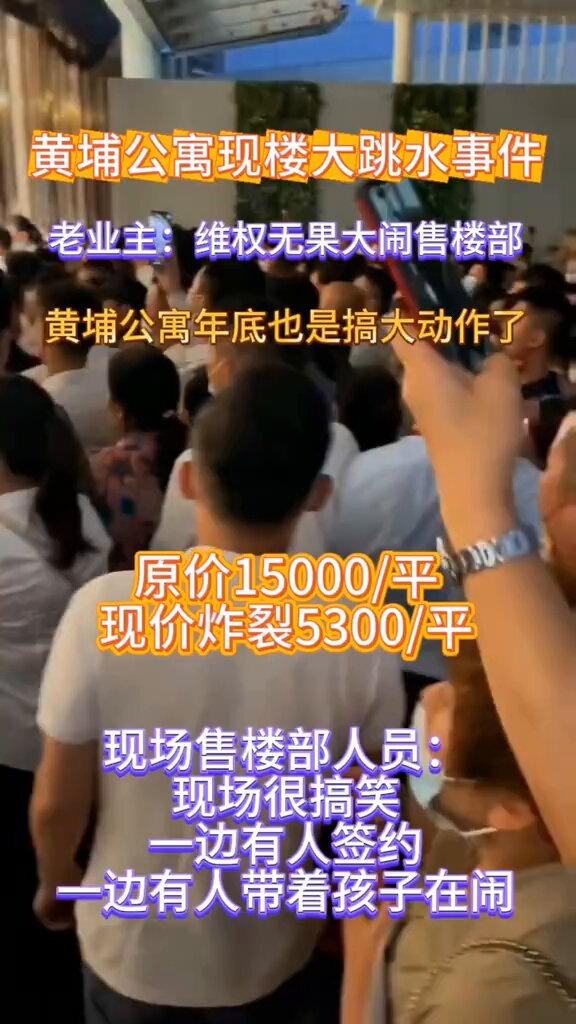 黄埔公寓现楼大跳水事件
老业主：维权无果大闹售楼部
黄埔公寓年底也是搞大动作了
原价15000/平
现价炸裂5300/平
现场售楼部人员：
现场很搞笑
一边有人签约
一边有人带着孩子在闹